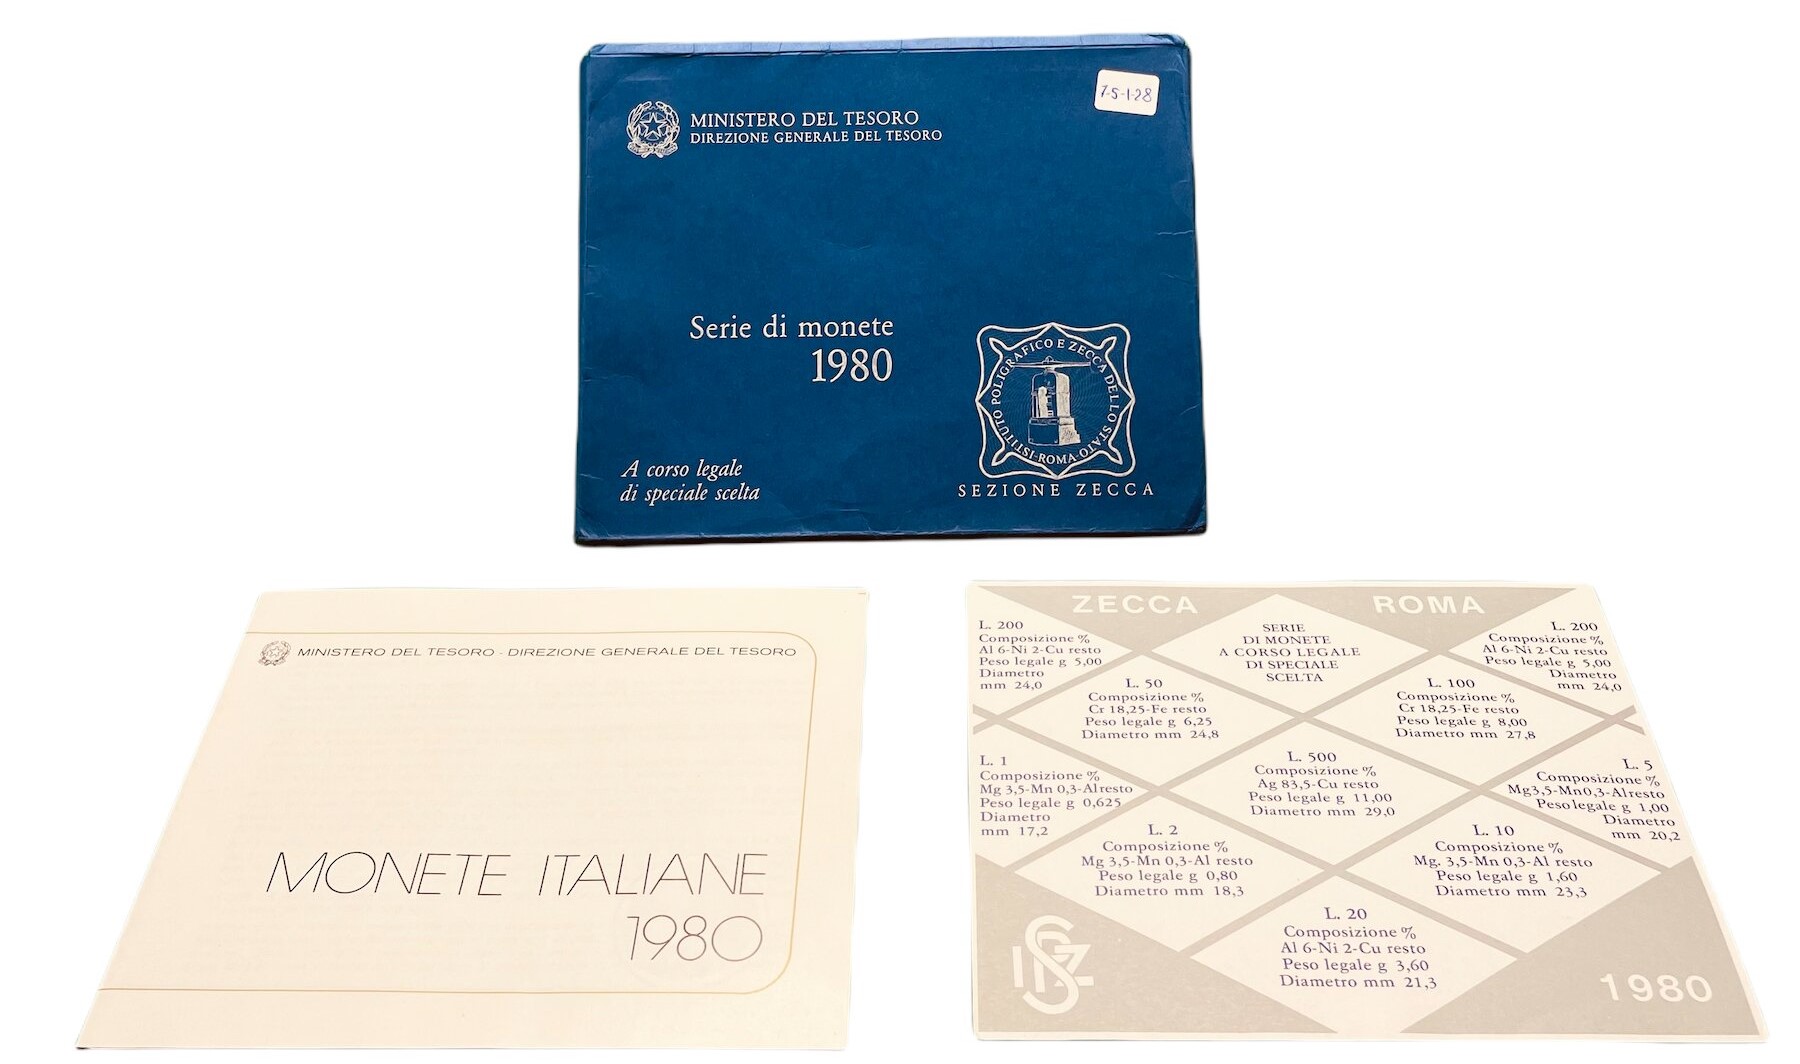 7-5-1-28
MINISTERO DEL TESORO
DIREZIONE GENERALE DEL TESORO
Serie di monete
1980
ISTITUTO POLIGRAFICO E ZECCA DELLO STATO
·ROMA·
SEZIONE ZECCA
A corso legale
di speciale scelta
MINISTERO DEL TESORO - DIREZIONE GENERALE DEL TESORO
MONETE ITALIANE
1980
ZECCA
ROMA
L. 200
Composizione %
Al 6-Ni 2-Cu resto
Peso legale g 5,00
Diametro
mm 24,0
SERIE
DI MONETE
A CORSO LEGALE
DI SPECIALE
SCELTA
L. 200
Composizione %
Al 6-Ni 2-Cu resto
Peso legale g 5,00
Diametro
mm 24,0
L. 50
Composizione %
Cr 18,25-Fe resto
Peso legale g 6,25
Diametro mm 24,8
L. 100
Composizione %
Cr 18,25-Fe resto
Peso legale g 8,00
Diametro mm 27,8
L. 1
Composizione %
Mg 3,5-Mn 0,3-Al resto
Peso legale g 0,625
Diametro
mm 17,2
L. 500
Composizione %
Ag 83,5-Cu resto
Peso legale g 11,00
Diametro mm 29,0
L. 5
Composizione %
Mg3,5-Mn0,3-Alresto
Peso legale g 1,00
Diametro
mm 20,2
L. 2
Composizione %
Mg 3,5-Mn 0,3-Al resto
Peso legale g 0,80
Diametro mm 18,3
L. 10
Composizione %
Mg. 3,5-Mn 0,3-Al resto
Peso legale g 1,60
Diametro mm 23,3
L. 20
Composizione %
Al 6-Ni 2-Cu resto
Peso legale g 3,60
Diametro mm 21,3
1980